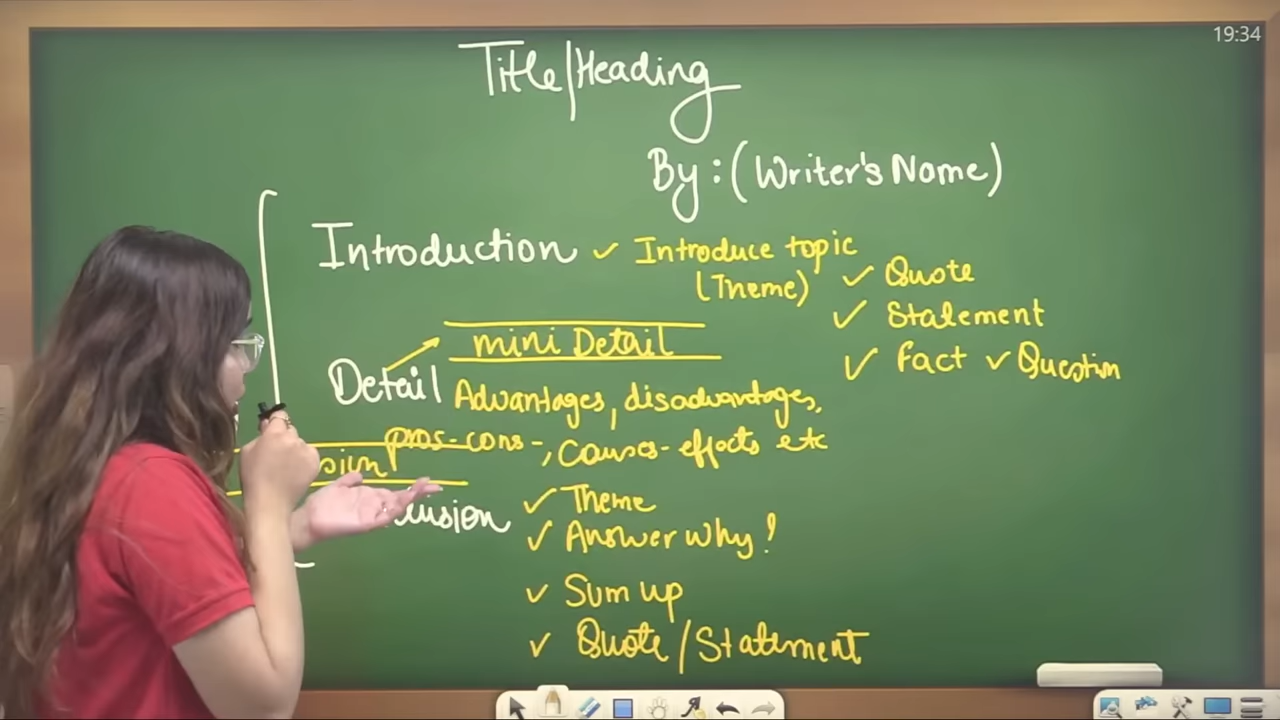 19:34
Title/Heading
By: (Writer's Name)
Introduction ✓ Introduce topic
(Theme) ✓ Quote
✓ Statement
mini Detail
✓ Fact ✓ Question
Detail Advantages, disadvantages,
pros-cons-, causes-effects etc
✓ Theme
✓ Answer why!
✓ Sum up
✓ Quote/Statement